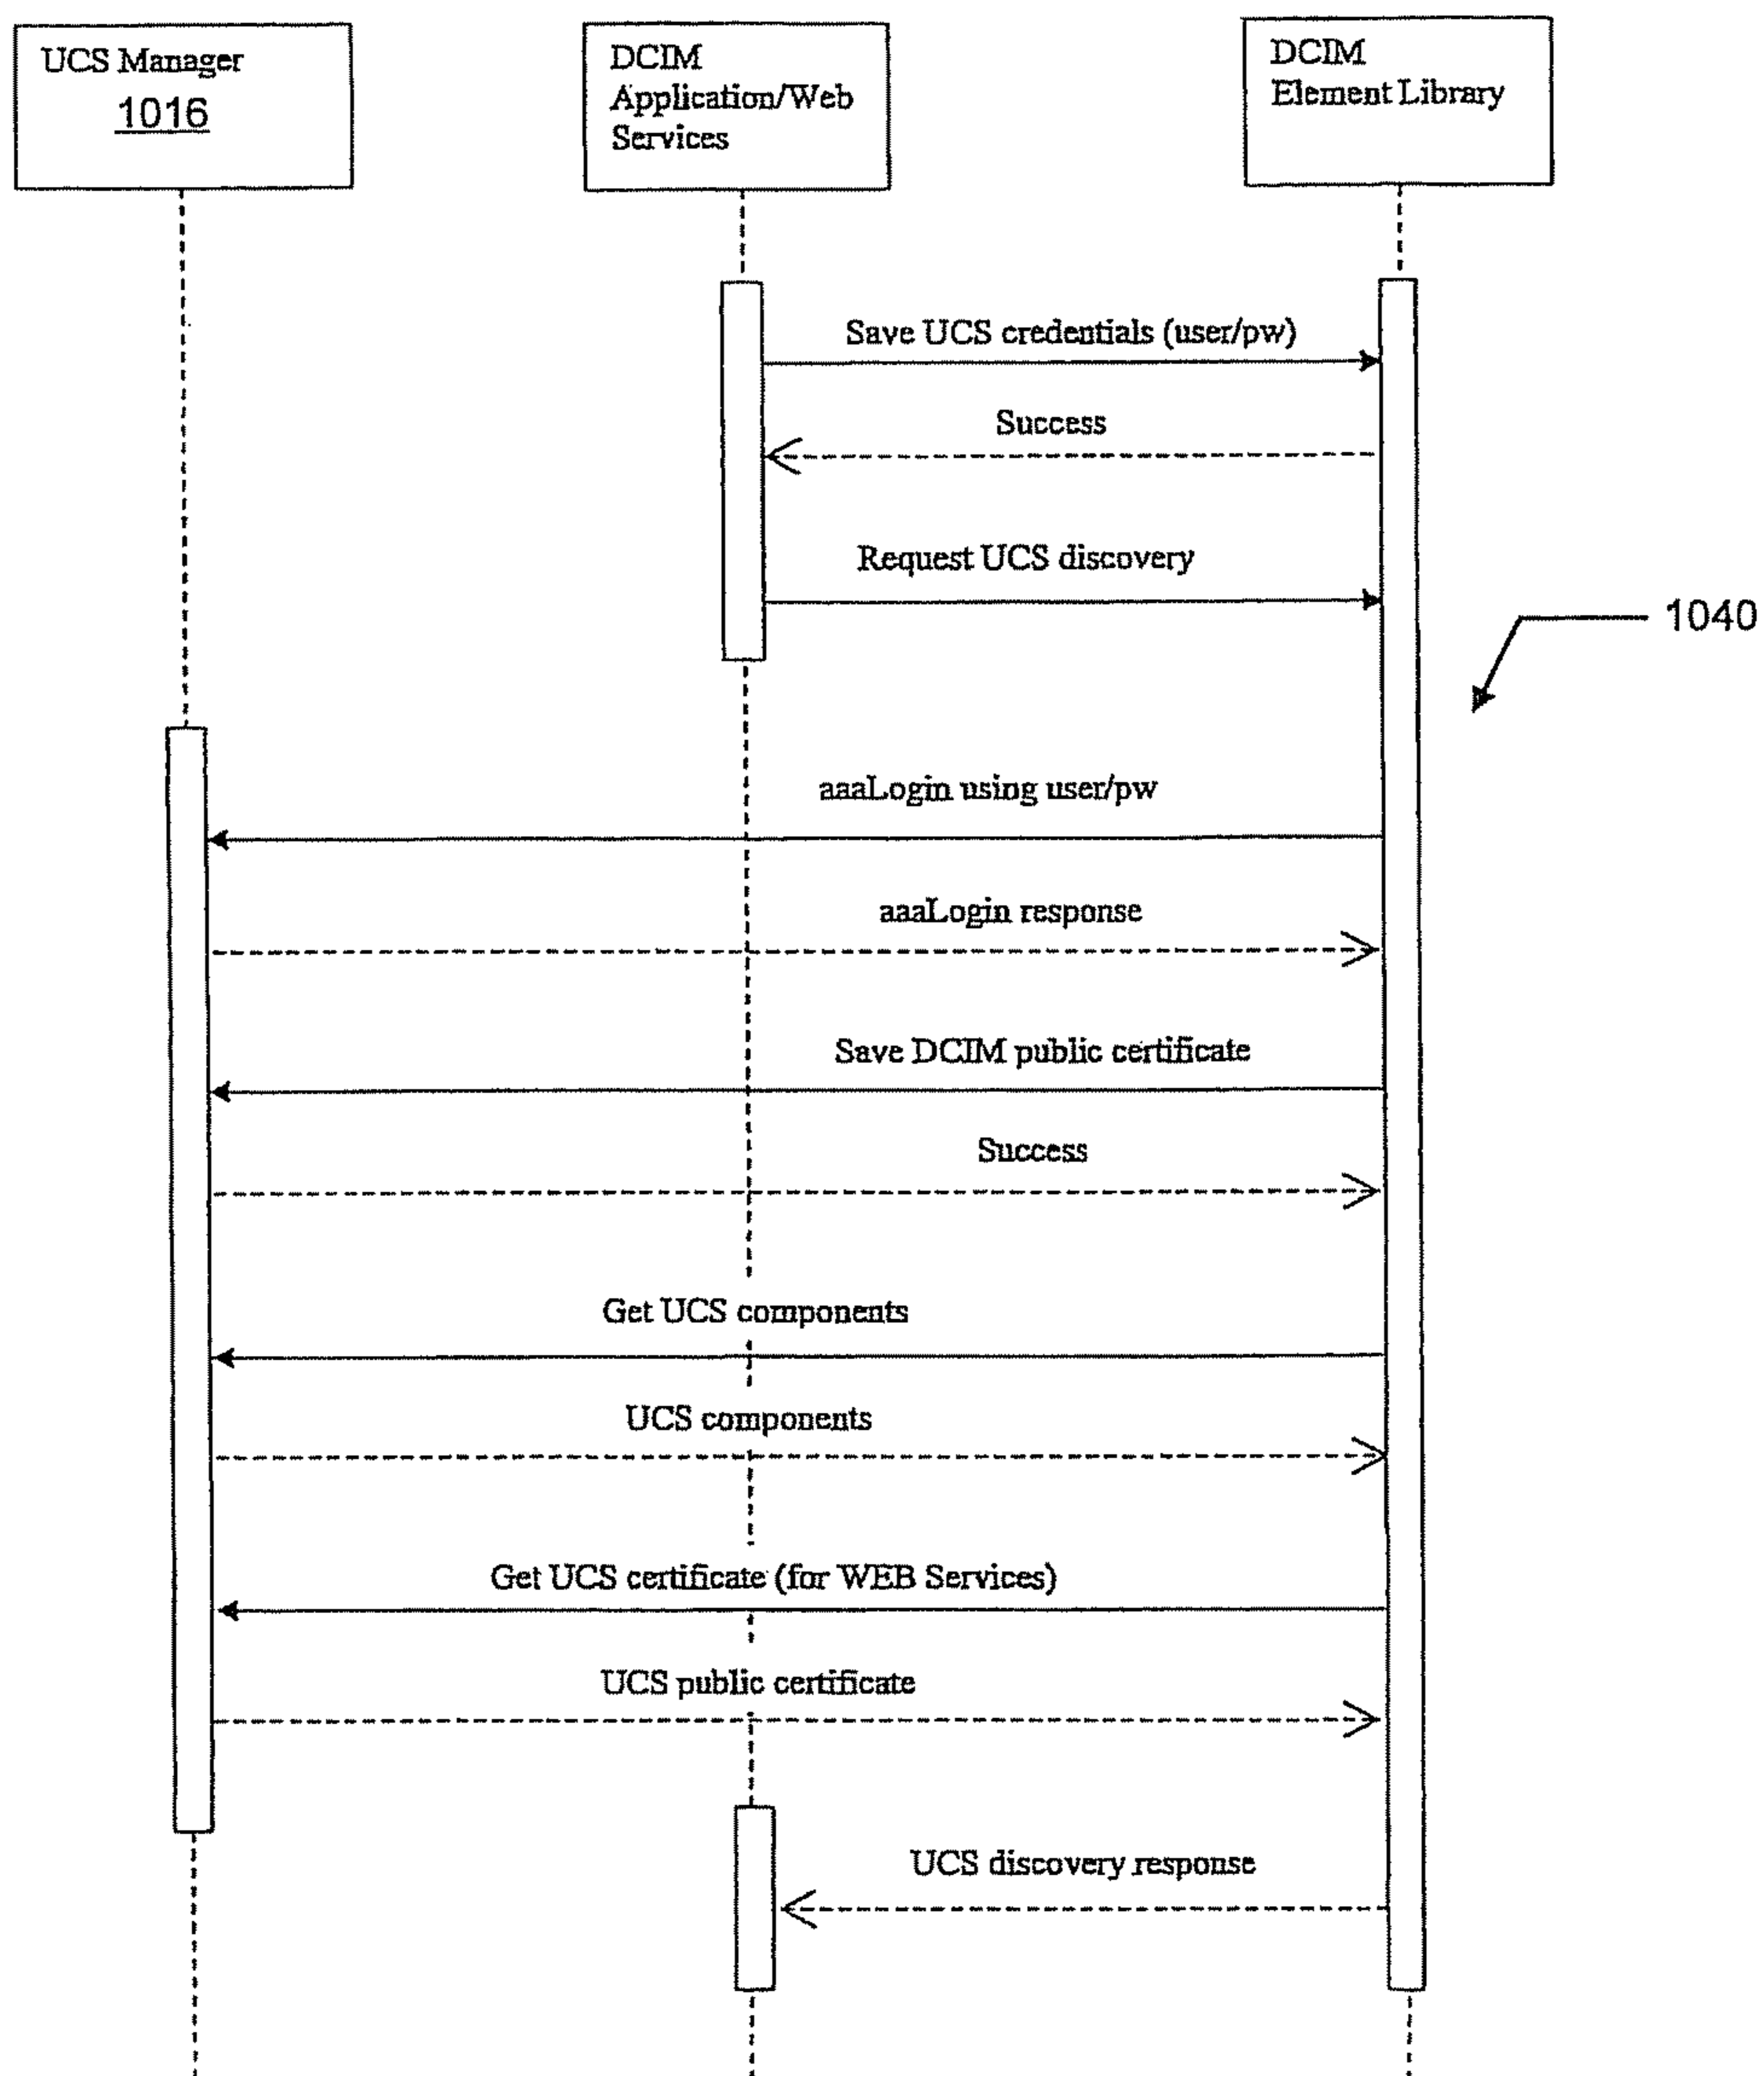 UCS Manager
1016
DCIM
Application/Web
Services
DCIM
Element Library
Save UCS credentials (user/pw)
Success
Request UCS discovery
1040
aaaLogin using user/pw
aaaLogin response
Save DCIM public certificate
Success
Get UCS components
UCS components
Get UCS certificate (for WEB Services)
UCS public certificate
UCS discovery response